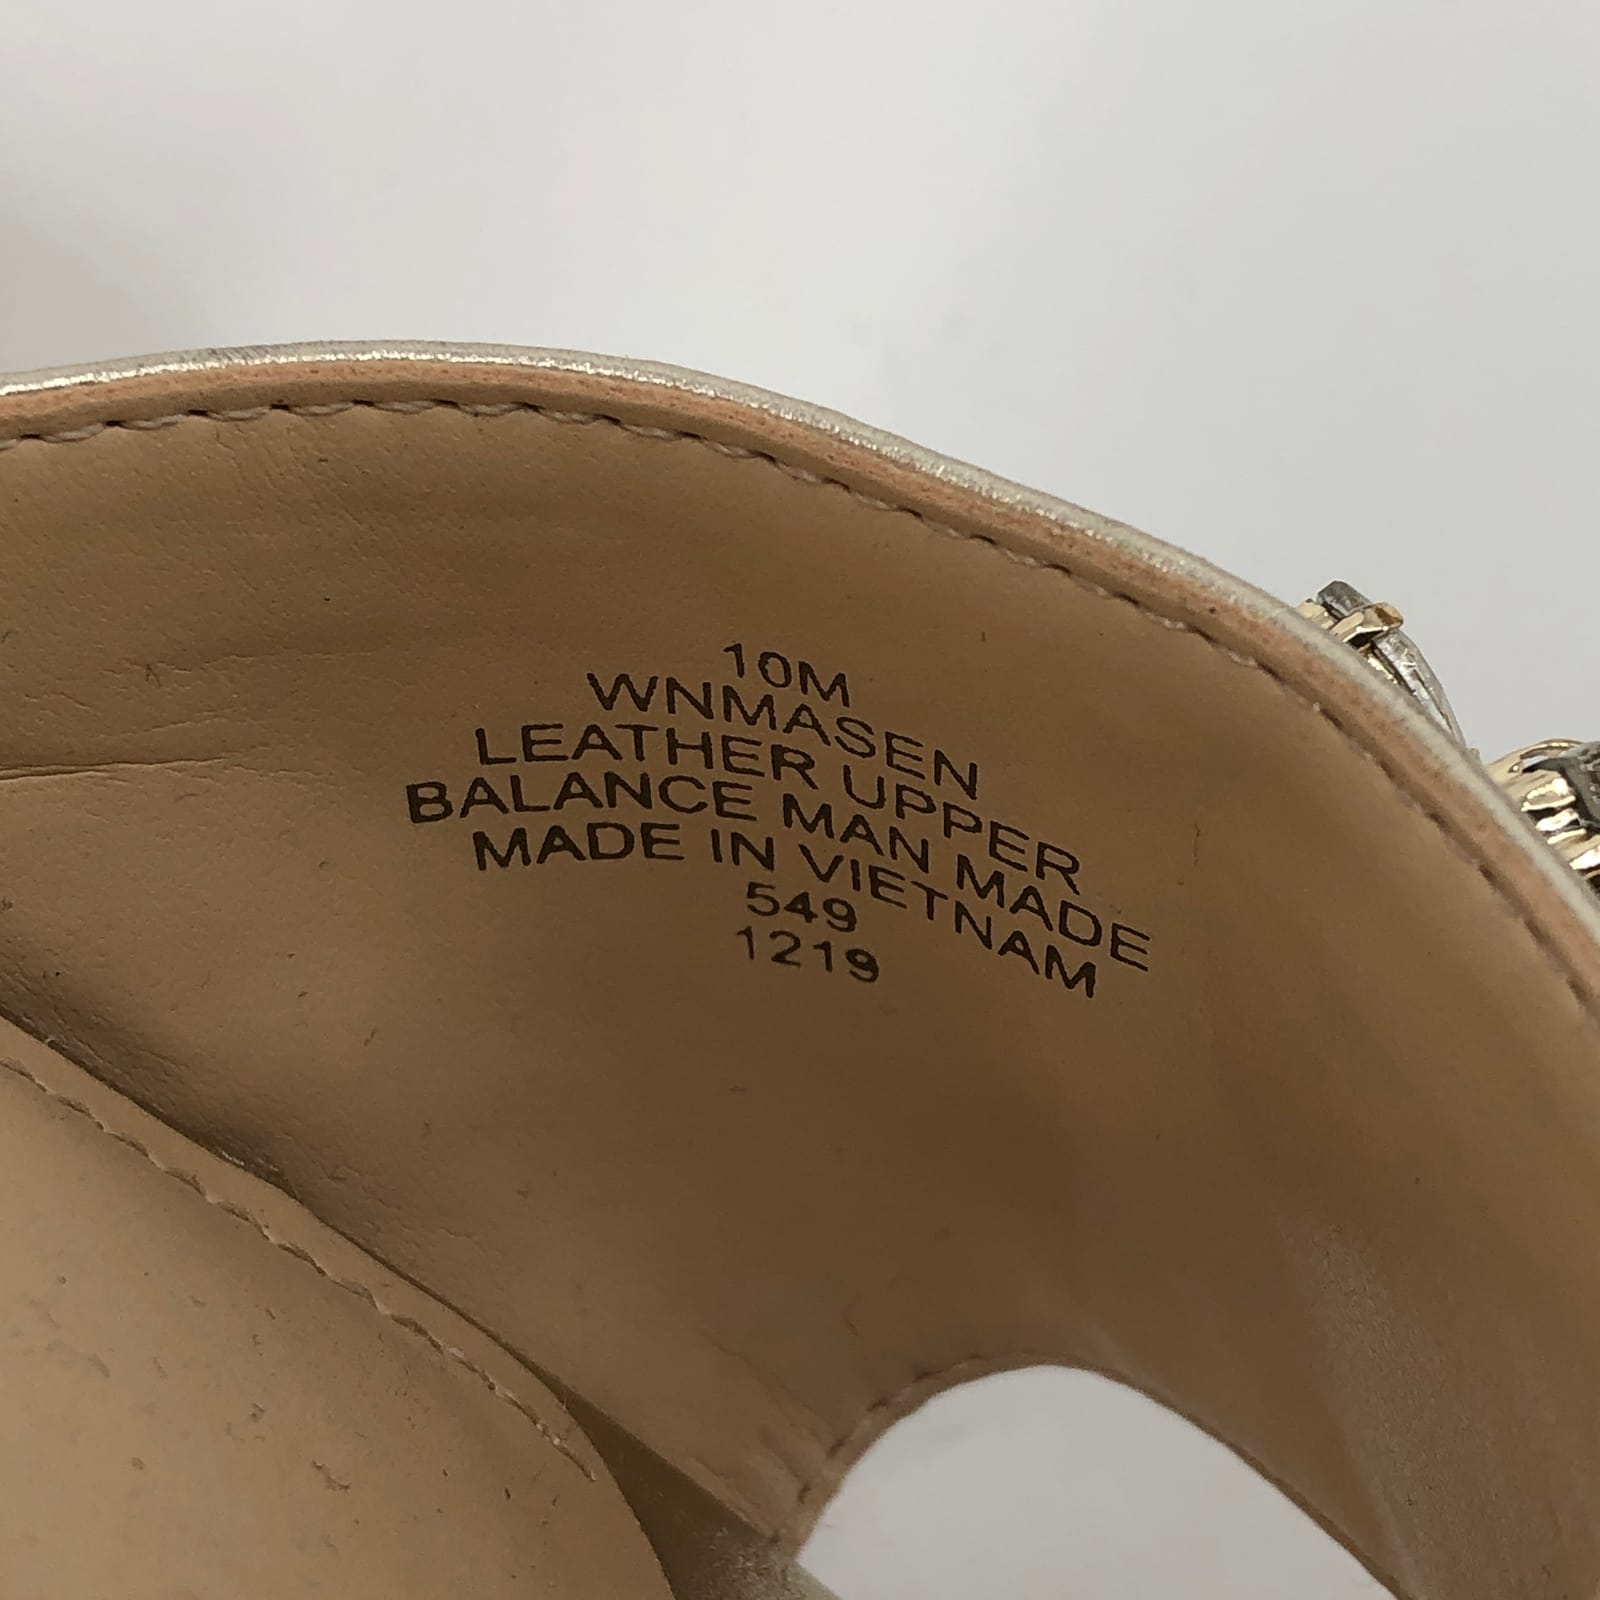 10M
WNMASEN
LEATHER UPPER
BALANCE MAN MADE
MADE IN VIETNAM
549
1219